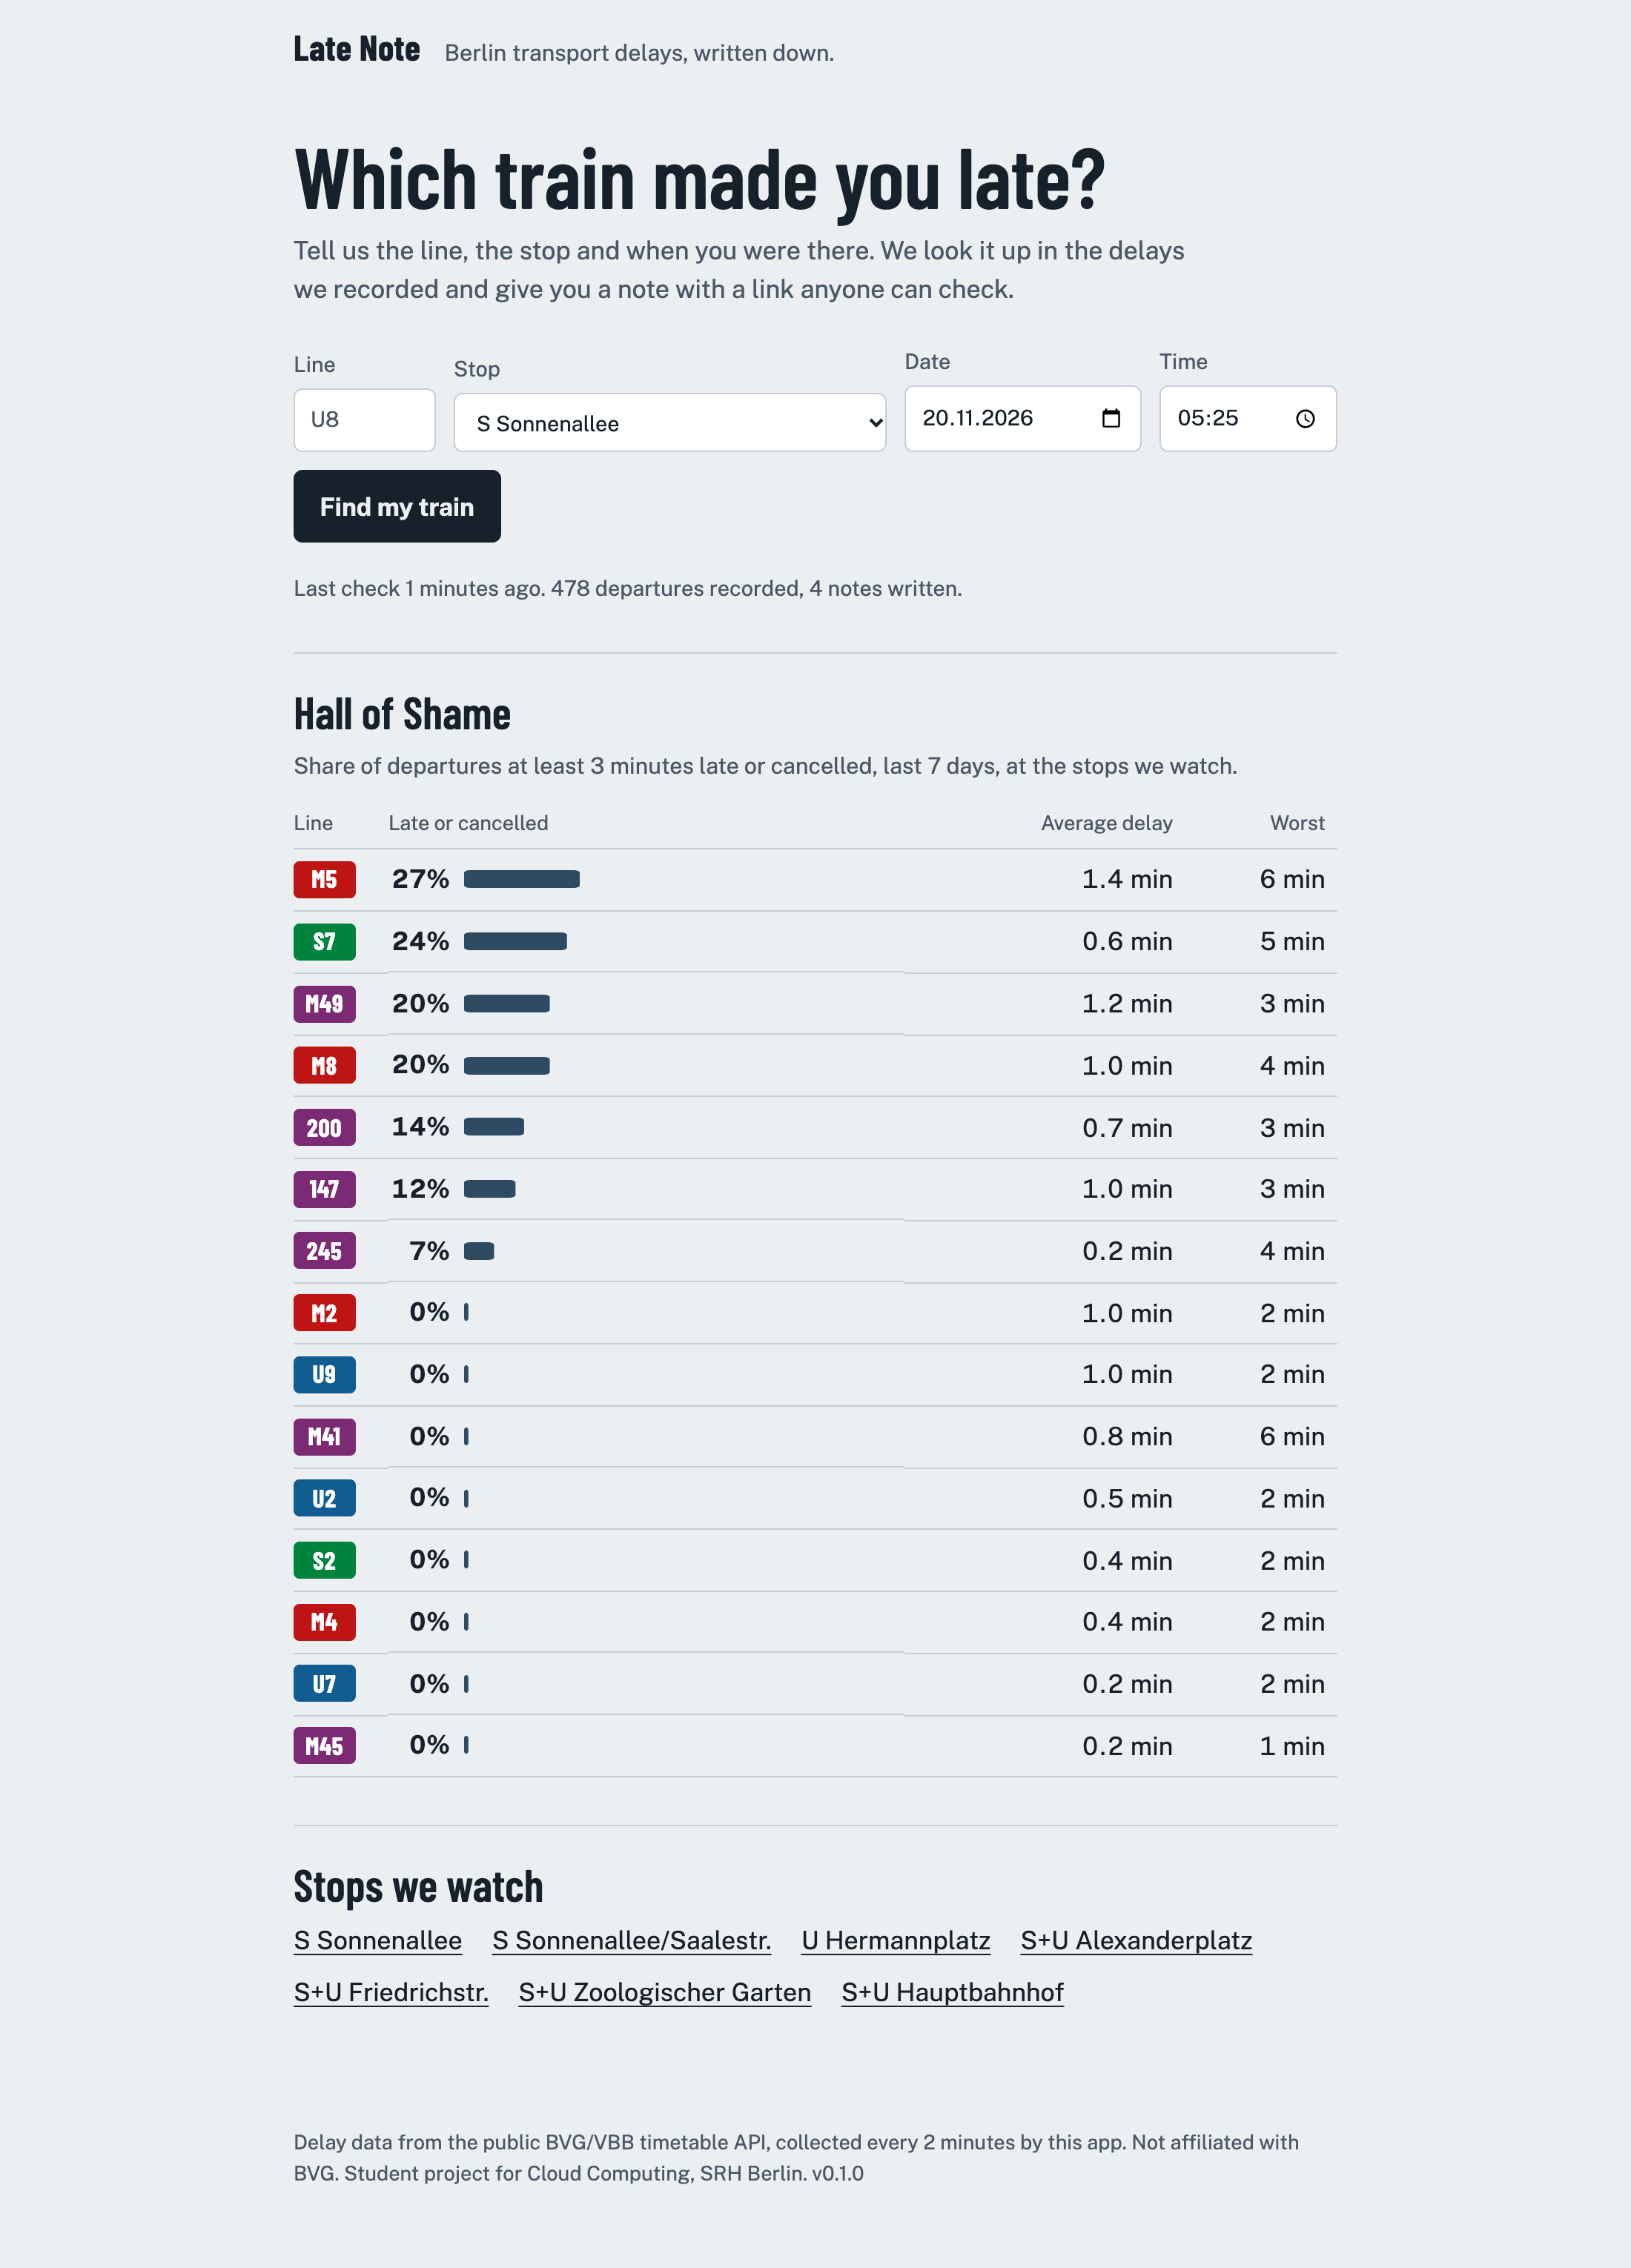 Late Note Berlin transport delays, written down.
Which train made you late?
Tell us the line, the stop and when you were there. We look it up in the delays
we recorded and give you a note with a link anyone can check.
Line Stop Date Time
U8 S Sonnenallee 20.11.2026 05:25
Find my train
Last check 1 minutes ago. 478 departures recorded, 4 notes written.
Hall of Shame
Share of departures at least 3 minutes late or cancelled, last 7 days, at the stops we watch.
Line Late or cancelled Average delay Worst
M5 27% 1.4 min 6 min
S7 24% 0.6 min 5 min
M49 20% 1.2 min 3 min
M8 20% 1.0 min 4 min
200 14% 0.7 min 3 min
147 12% 1.0 min 3 min
245 7% 0.2 min 4 min
M2 0% 1.0 min 2 min
U9 0% 1.0 min 2 min
M41 0% 0.8 min 6 min
U2 0% 0.5 min 2 min
S2 0% 0.4 min 2 min
M4 0% 0.4 min 2 min
U7 0% 0.2 min 2 min
M45 0% 0.2 min 1 min
Stops we watch
S Sonnenallee S Sonnenallee/Saalestr. U Hermannplatz S+U Alexanderplatz
S+U Friedrichstr. S+U Zoologischer Garten S+U Hauptbahnhof
Delay data from the public BVG/VBB timetable API, collected every 2 minutes by this app. Not affiliated with
BVG. Student project for Cloud Computing, SRH Berlin. v0.1.0